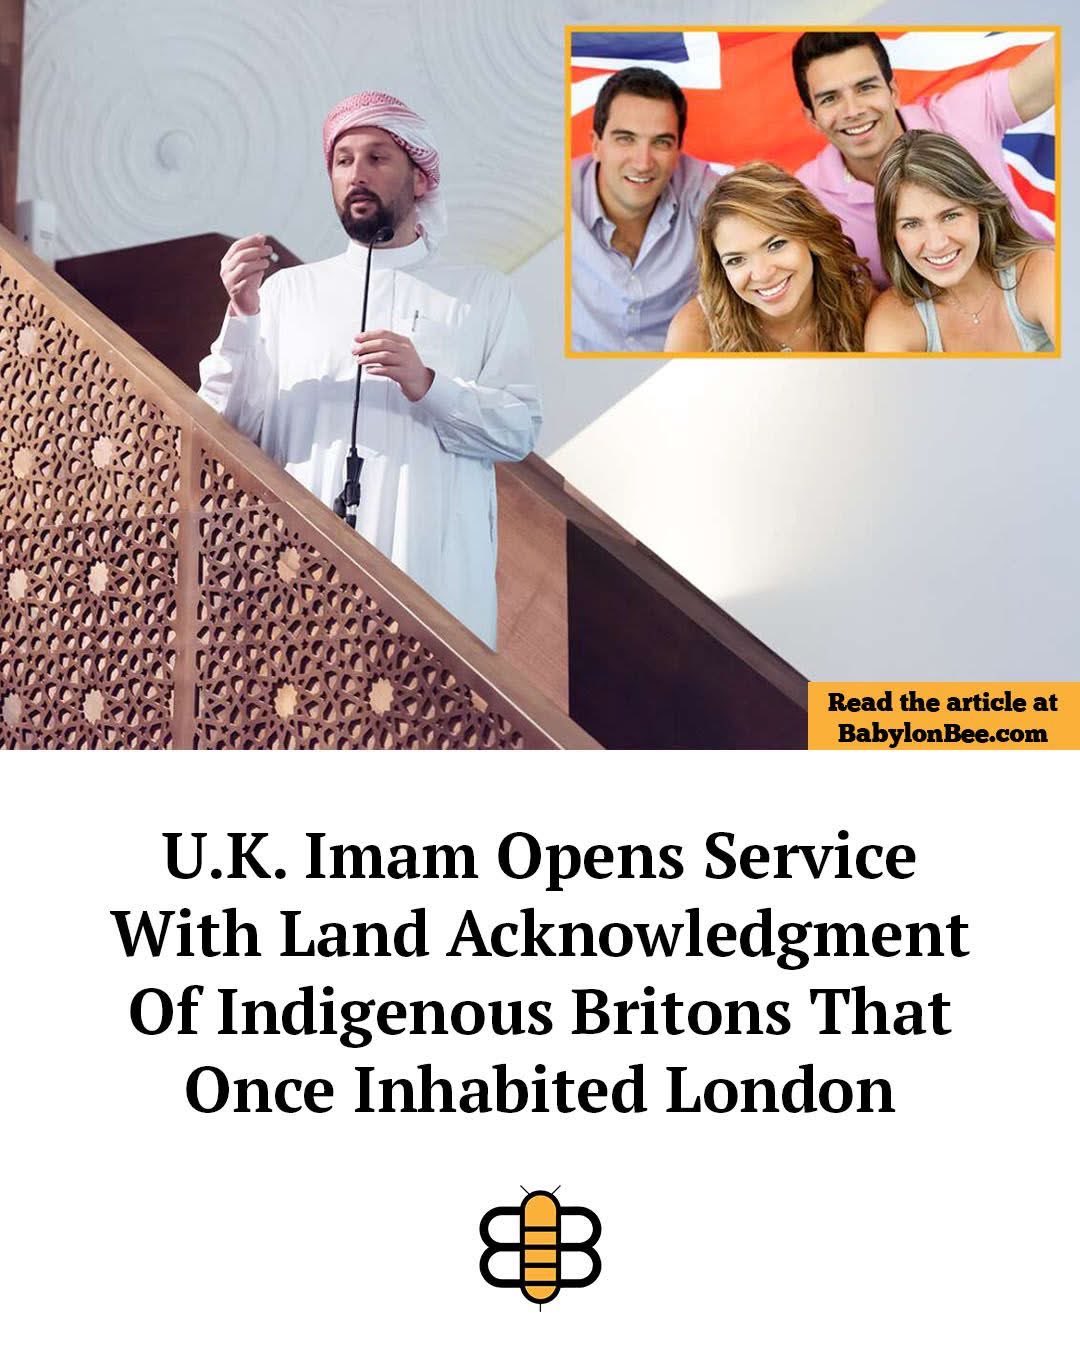 Read the article at
BabylonBee.com
U.K. Imam Opens Service
With Land Acknowledgment
Of Indigenous Britons That
Once Inhabited London